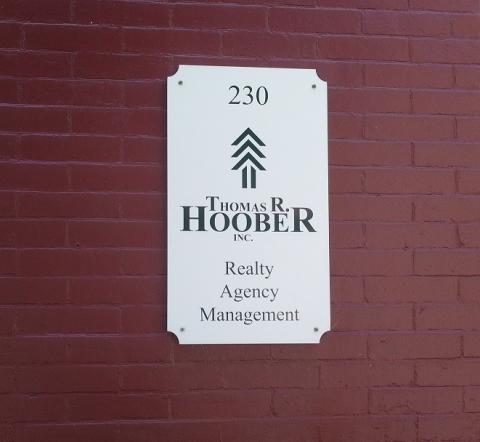 230
THOMAS R.
HOOBER
INC.
Realty
Agency
Management